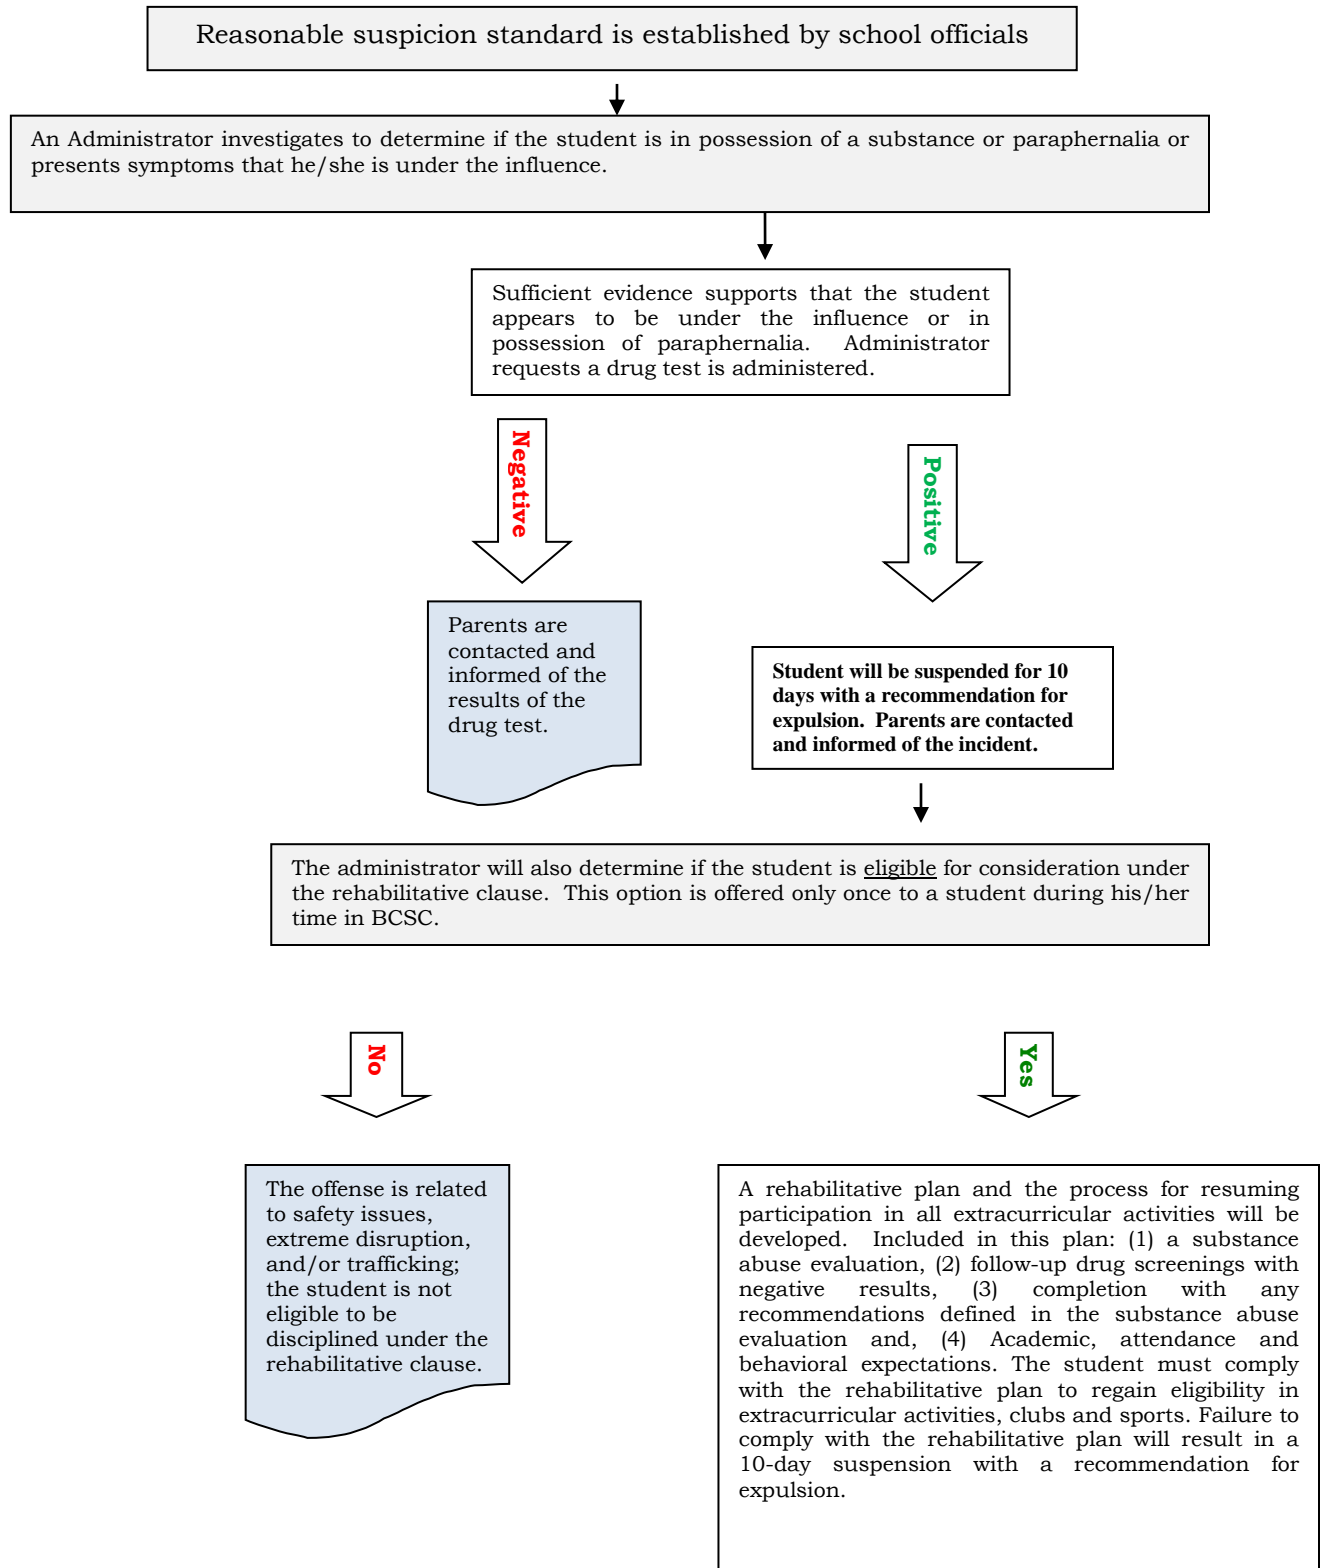 Reasonable suspicion standard is established by school officials
An Administrator investigates to determine if the student is in possession of a substance or paraphernalia or
presents symptoms that he/she is under the influence.
Sufficient evidence supports that the student
appears to be under the influence or in
possession of paraphernalia. Administrator
requests a drug test is administered.
Negative
Positive
Parents are
contacted and
informed of the
results of the
drug test.
Student will be suspended for 10
days with a recommendation for
expulsion. Parents are contacted
and informed of the incident.
The administrator will also determine if the student is eligible for consideration under
the rehabilitative clause. This option is offered only once to a student during his/her
time in BCSC.
No
Yes
The offense is related
to safety issues,
extreme disruption,
and/or trafficking;
the student is not
eligible to be
disciplined under the
rehabilitative clause.
A rehabilitative plan and the process for resuming
participation in all extracurricular activities will be
developed. Included in this plan: (1) a substance
abuse evaluation, (2) follow-up drug screenings with
negative results, (3) completion with any
recommendations defined in the substance abuse
evaluation and, (4) Academic, attendance and
behavioral expectations. The student must comply
with the rehabilitative plan to regain eligibility in
extracurricular activities, clubs and sports. Failure to
comply with the rehabilitative plan will result in a
10-day suspension with a recommendation for
expulsion.